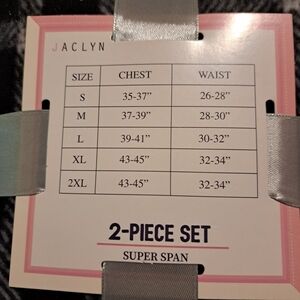 JACLYN
SIZE CHEST WAIST
S 35-37” 26-28”
M 37-39” 28-30”
L 39-41” 30-32”
XL 43-45” 32-34”
2XL 43-45” 32-34”
2-PIECE SET
SUPER SPAN